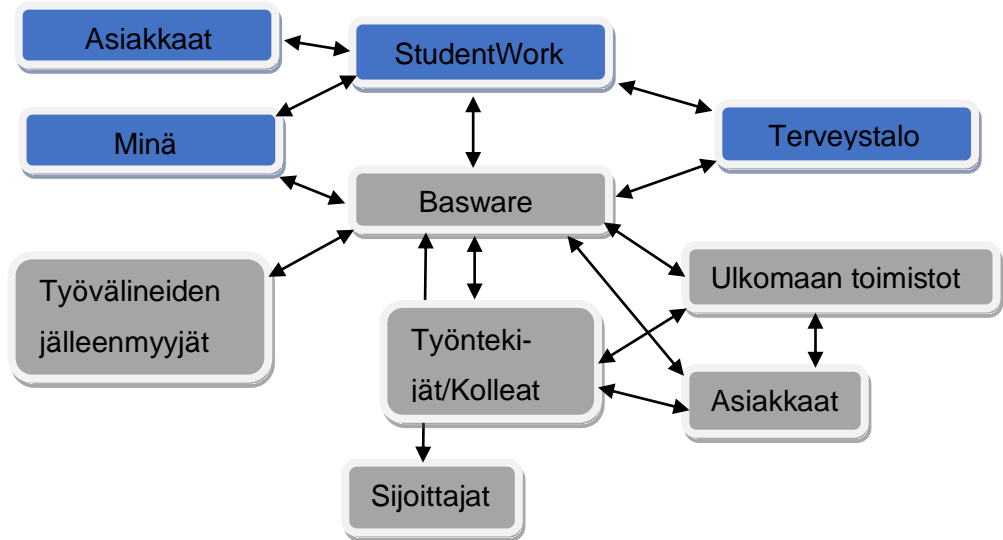 Asiakkaat
StudentWork
Minä
Terveystalo
Basware
Työvälineiden
jälleenmyyjät
Ulkomaan toimistot
Työnteki-
jät/Kolleat
Asiakkaat
Sijoittajat